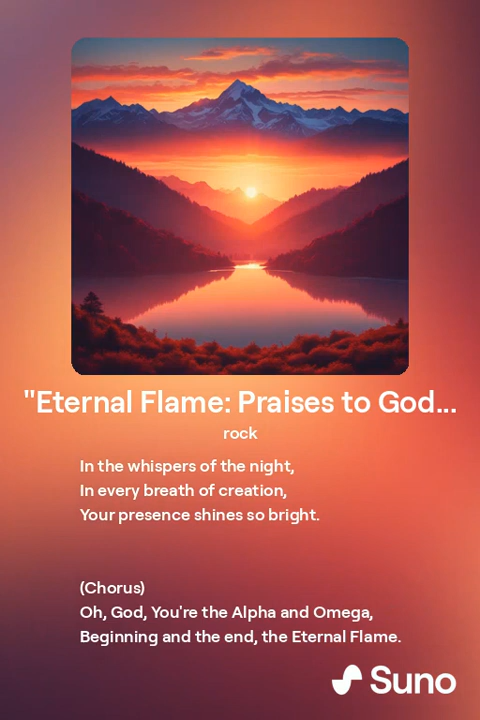 "Eternal Flame: Praises to God...
rock
In the whispers of the night,
In every breath of creation,
Your presence shines so bright.
(Chorus)
Oh, God, You're the Alpha and Omega,
Beginning and the end, the Eternal Flame.
Suno